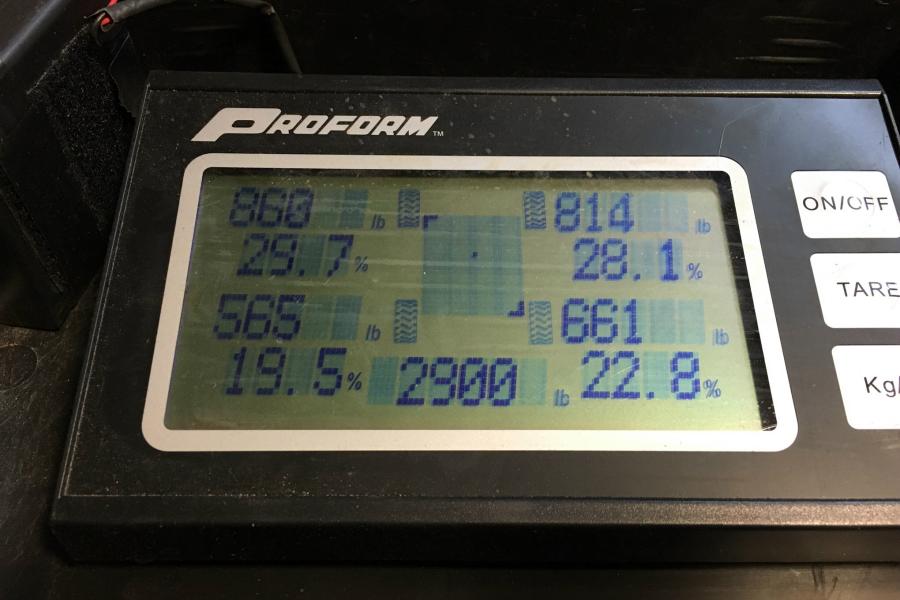 PROFORM™
860 lb 814 lb
29.7% 28.1%
565 lb 661 lb
19.5% 2900 lb 22.8%
ON/OFF
TARE
Kg/